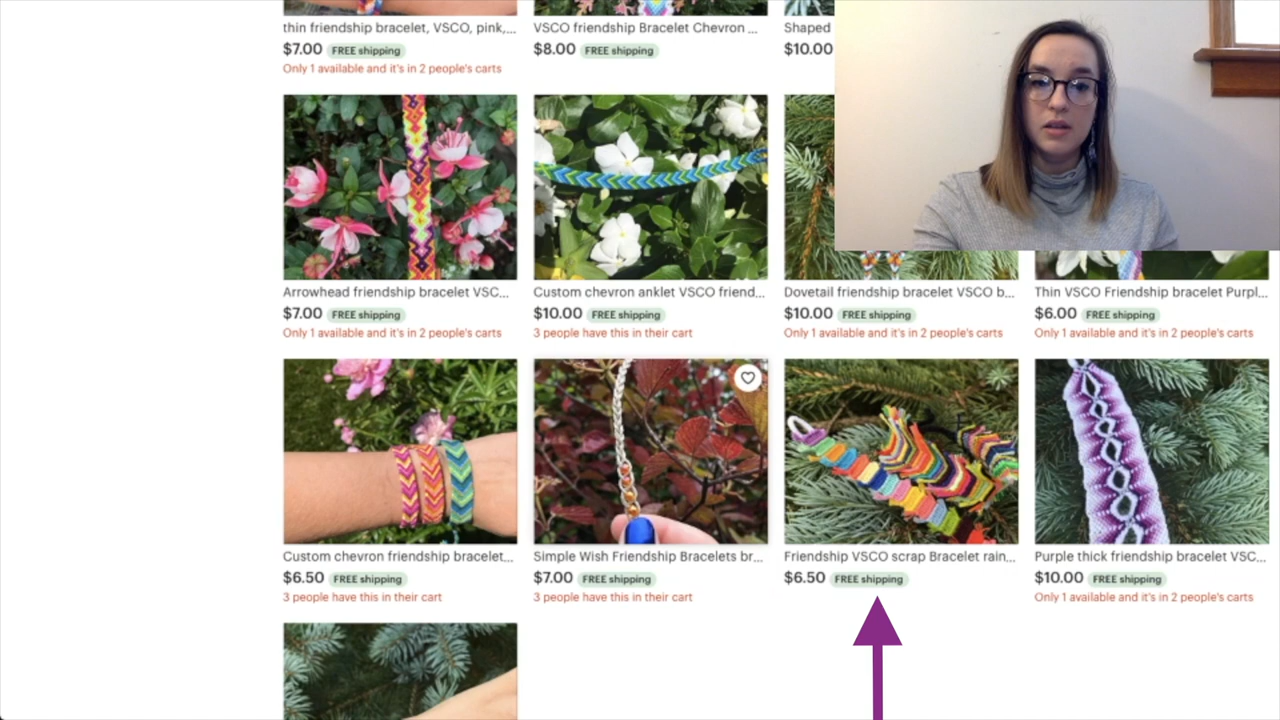 thin friendship bracelet, VSCO, pink,...
$7.00 FREE shipping
Only 1 available and it's in 2 people's carts
VSCO friendship Bracelet Chevron ...
$8.00 FREE shipping
Shaped
$10.00
Arrowhead friendship bracelet VSC...
$7.00 FREE shipping
Only 1 available and it's in 2 people's carts
Custom chevron anklet VSCO friend...
$10.00 FREE shipping
3 people have this in their cart
Dovetail friendship bracelet VSCO b...
$10.00 FREE shipping
Only 1 available and it's in 2 people's carts
Thin VSCO Friendship bracelet Purpl...
$6.00 FREE shipping
Only 1 available and it's in 2 people's carts
Custom chevron friendship bracelet...
$6.50 FREE shipping
3 people have this in their cart
Simple Wish Friendship Bracelets br...
$7.00 FREE shipping
3 people have this in their cart
Friendship VSCO scrap Bracelet rain...
$6.50 FREE shipping
Purple thick friendship bracelet VSC...
$10.00 FREE shipping
Only 1 available and it's in 2 people's carts